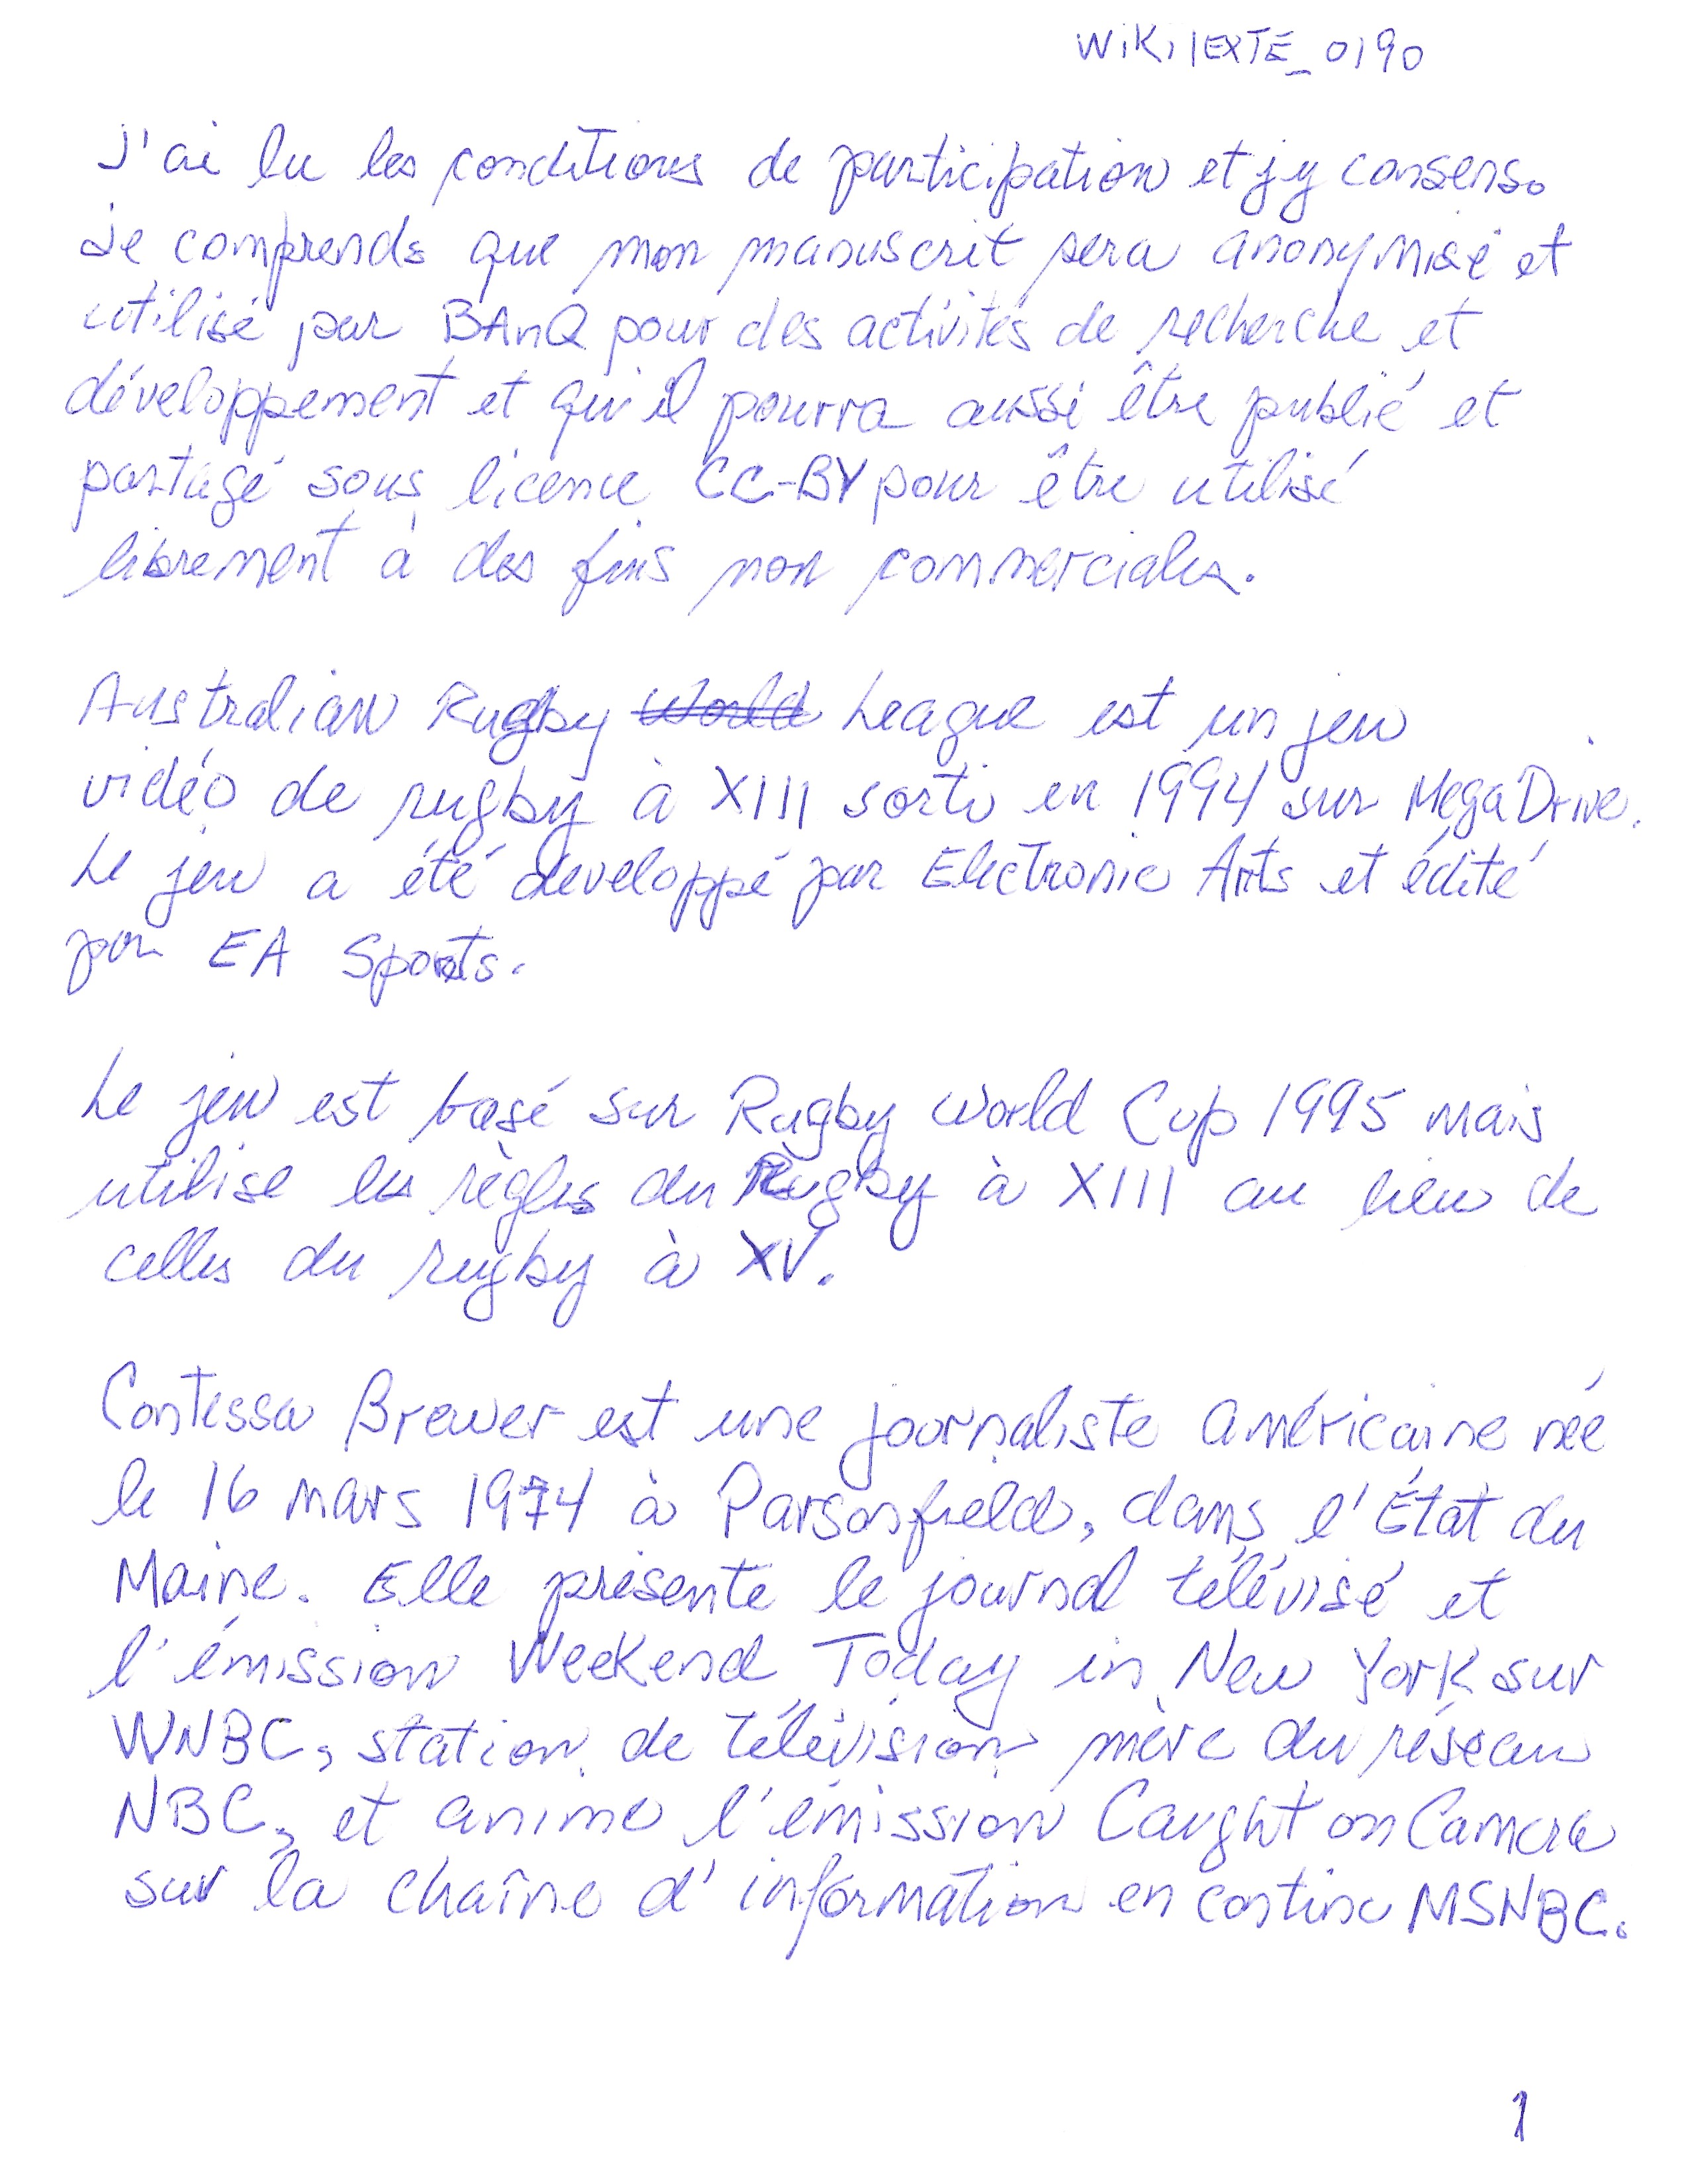 WiKiTEXTE_0190
J'ai lu les conditions de participation et j'y consens.
Je comprends que mon manuscrit sera anonymisé et
utilisé par BAnQ pour des activités de recherche et
développement et qu'il pourra aussi être publié et
partagé sous licence CC-BY pour être utilisé
librement à des fins non commerciales.
Australian Rugby World League est un jeu
vidéo de rugby à XIII sorti en 1994 sur Mega Drive.
Le jeu a été développé par Electronic Arts et édité
par EA Sports.
Le jeu est basé sur Rugby World Cup 1995 mais
utilise les règles du Rugby à XIII au lieu de
celles du rugby à XV.
Contessa Brewer est une journaliste américaine née
le 16 mars 1974 à Parsonsfield, dans l'État du
Maine. Elle présente le journal télévisé et
l'émission Weekend Today in New York sur
WNBC, station de télévision mère du réseau
NBC, et anime l'émission Caught on Camera
sur la chaîne d'information en continu MSNBC.
1